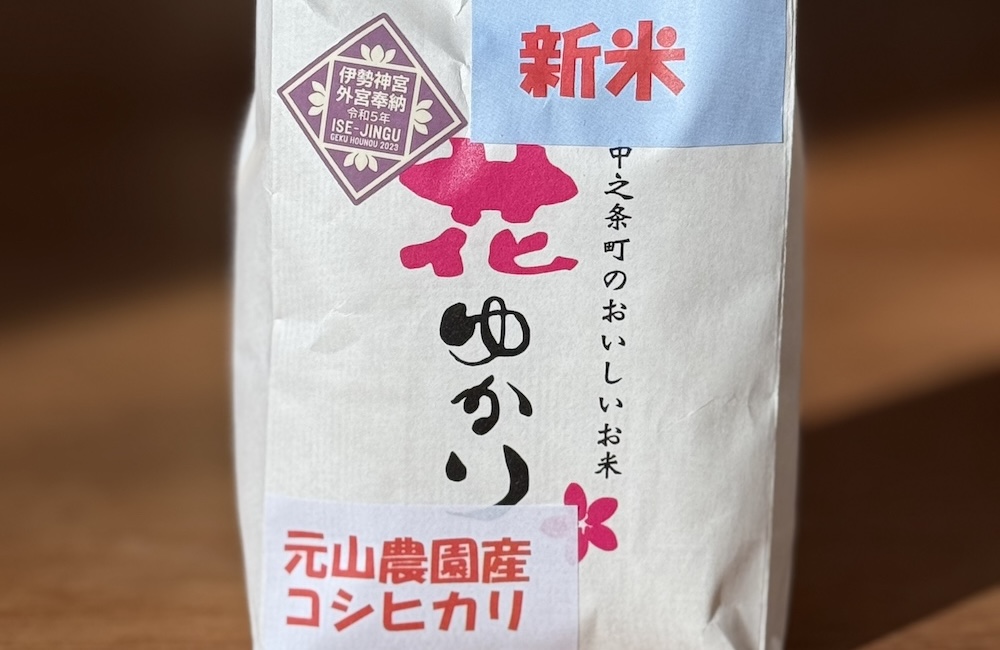 伊勢神宮
外宮奉納
令和5年
ISE-JINGU
GEKU HOUNOU 2023
新米
中之条町のおいしいお米
花ゆかり
元山農園産
コシヒカリ